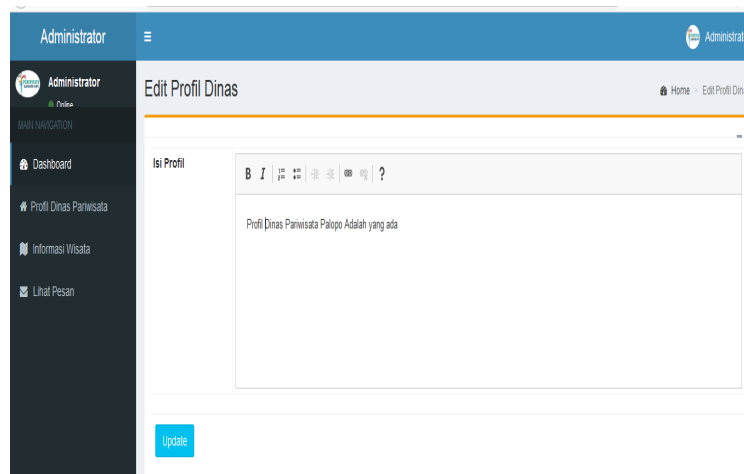 Administrator
Administrat
Administrator
Online
Edit Profil Dinas
Home > Edit Profil Din
MAIN NAVIGATION
Dashboard
Profil Dinas Pariwisata
Informasi Wisata
Lihat Pesan
Isi Profil
B I ?
Profil Dinas Pariwisata Palopo Adalah yang ada
Update